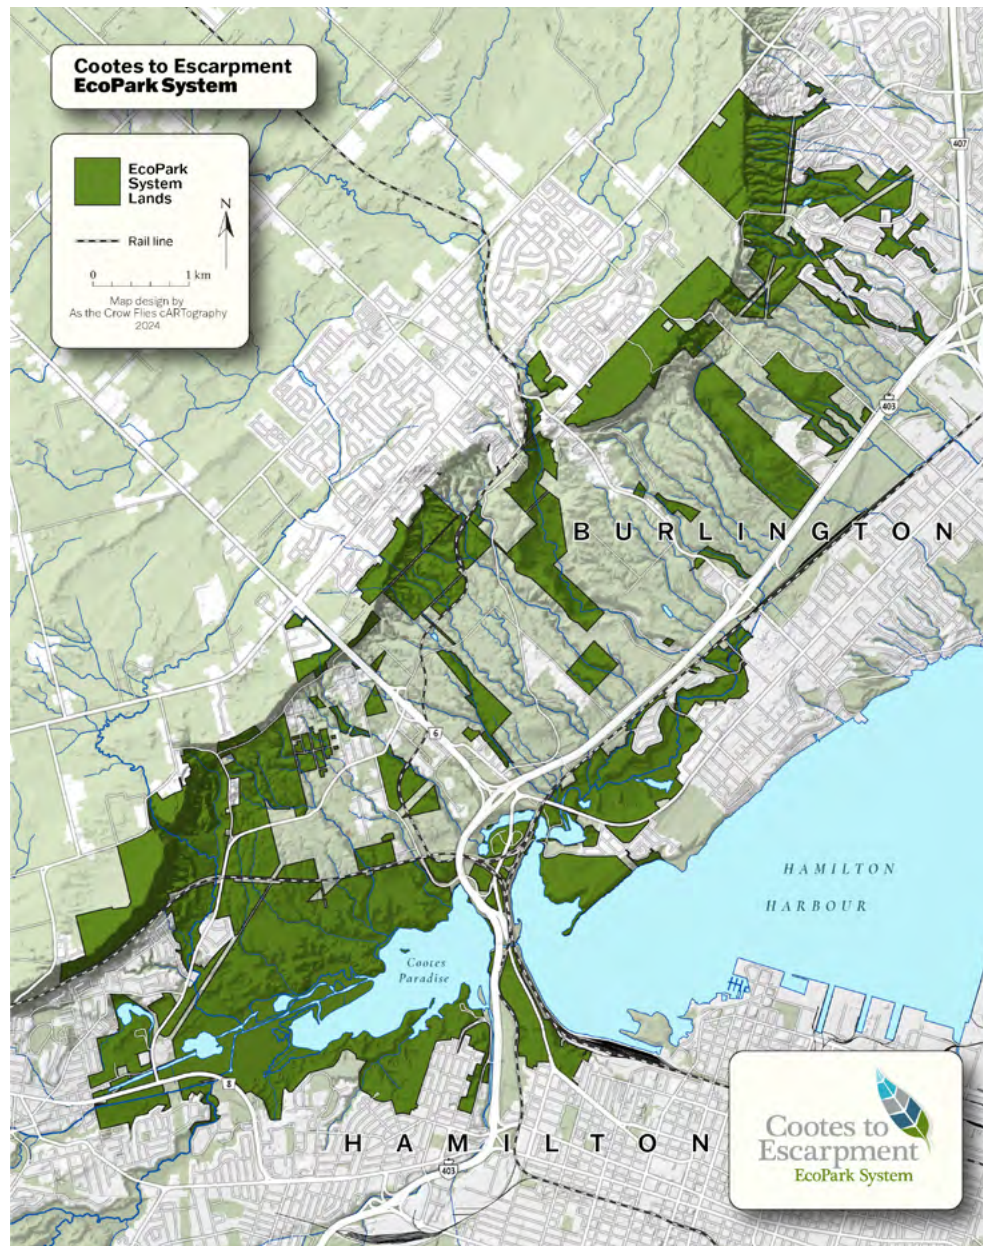 Cootes to Escarpment
EcoPark System
EcoPark
System
Lands
N
Rail line
0 1 km
Map design by
As the Crow Flies cARTography
2024
407
403
BURLINGTON
6
HAMILTON
HARBOUR
Cootes
Paradise
8
HAMILTON
403
Cootes to
Escarpment
EcoPark System